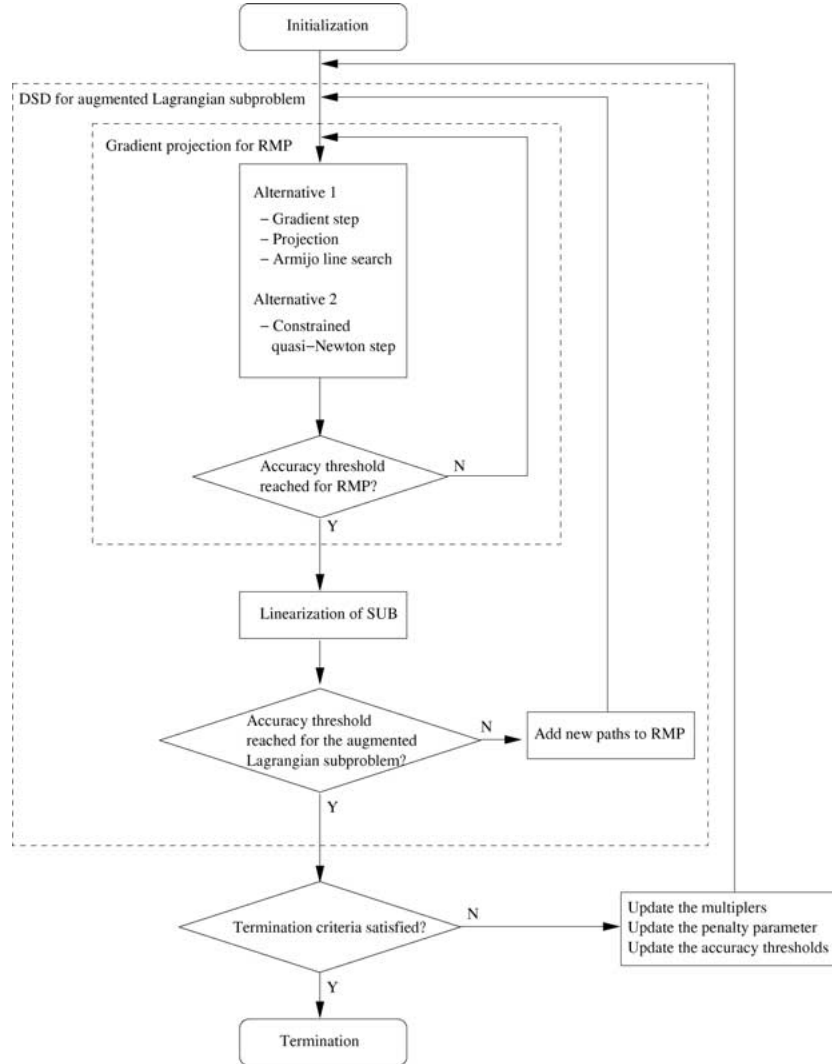 Initialization
DSD for augmented Lagrangian subproblem
Gradient projection for RMP
Alternative 1
− Gradient step
− Projection
− Armijo line search
Alternative 2
− Constrained
quasi−Newton step
Accuracy threshold
reached for RMP?
N
Y
Linearization of SUB
Accuracy threshold
reached for the augmented
Lagrangian subproblem?
N
Add new paths to RMP
Y
Termination criteria satisfied?
N
Update the multiplers
Update the penalty parameter
Update the accuracy thresholds
Y
Termination